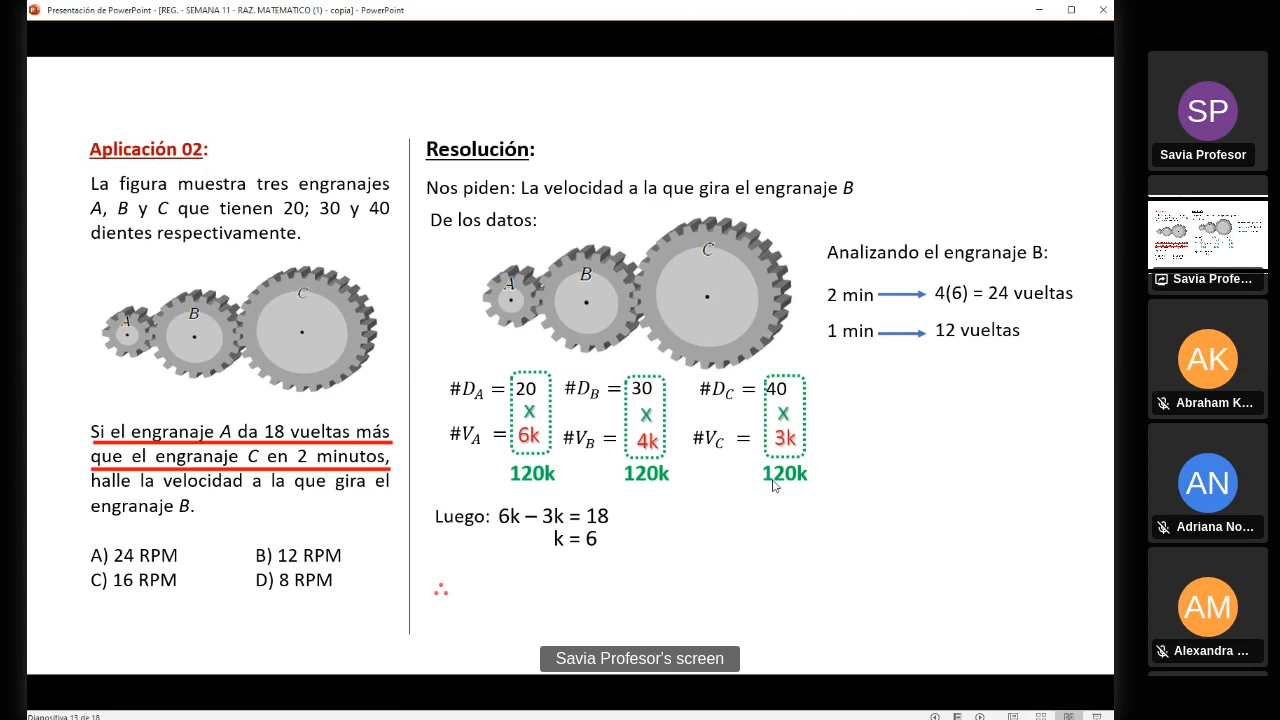 Presentación de PowerPoint - [REG. - SEMANA 11 - RAZ. MATEMATICO (1) - copia] - PowerPoint
Aplicación 02:
La figura muestra tres engranajes
A, B y C que tienen 20; 30 y 40
dientes respectivamente.
A
B
C
Si el engranaje A da 18 vueltas más
que el engranaje C en 2 minutos,
halle la velocidad a la que gira el
engranaje B.
A) 24 RPM B) 12 RPM
C) 16 RPM D) 8 RPM
Resolución:
Nos piden: La velocidad a la que gira el engranaje B
De los datos:
A
B
C
#D_A = 20 #D_B = 30 #D_C = 40
x x x
#V_A = 6k #V_B = 4k #V_C = 3k
120k 120k 120k
Luego: 6k – 3k = 18
k = 6
∴
Analizando el engranaje B:
2 min → 4(6) = 24 vueltas
1 min → 12 vueltas
Savia Profesor's screen
Diapositiva 13 de 18
SP
Savia Profesor
Savia Profe...
AK
Abraham K...
AN
Adriana No...
AM
Alexandra ...